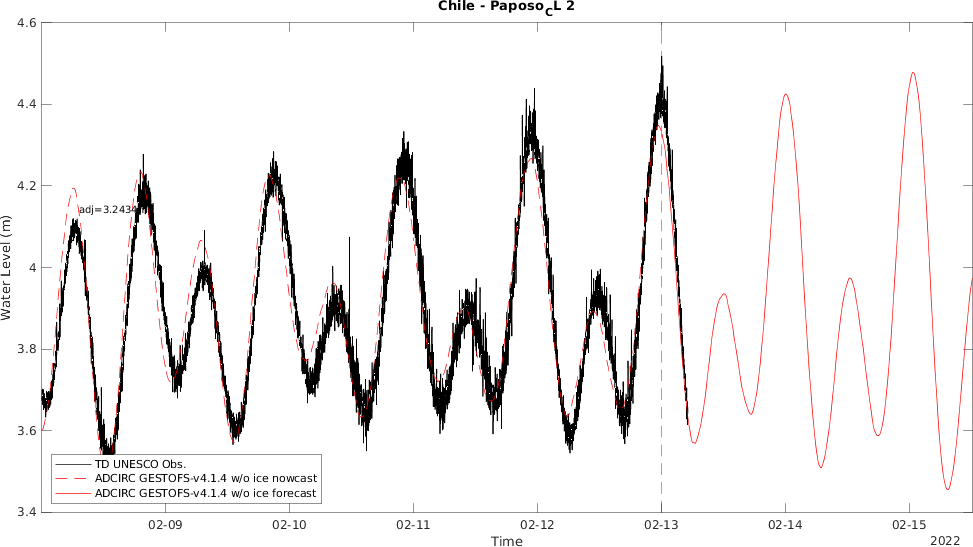 Chile - Paposo_CL 2
4.6
4.4
4.2
4
3.8
3.6
3.4
Water Level (m)
adj=3.2434
TD UNESCO Obs.
ADCIRC GESTOFS-v4.1.4 w/o ice nowcast
ADCIRC GESTOFS-v4.1.4 w/o ice forecast
02-09
02-10
02-11
02-12
02-13
02-14
02-15
Time
2022